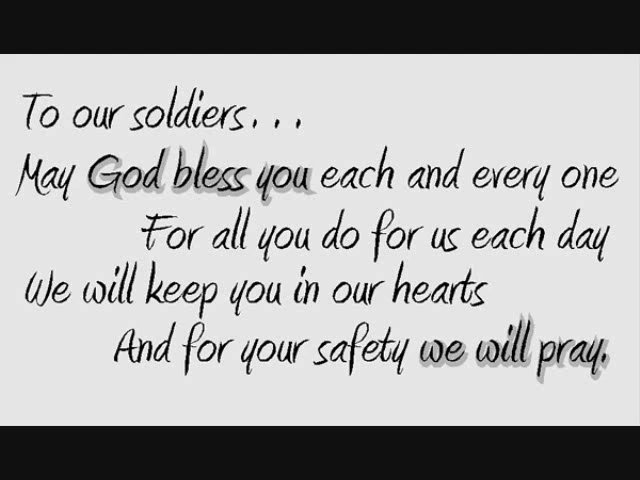 To our soldiers...
May God bless you each and every one
For all you do for us each day
We will keep you in our hearts
And for your safety we will pray.